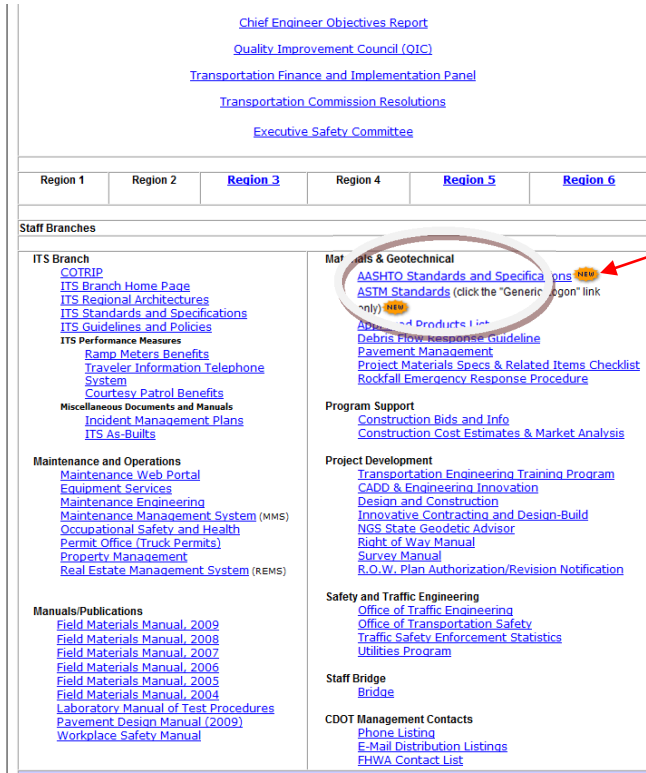 Chief Engineer Objectives Report
Quality Improvement Council (QIC)
Transportation Finance and Implementation Panel
Transportation Commission Resolutions
Executive Safety Committee
Region 1 Region 2 Region 3 Region 4 Region 5 Region 6
Staff Branches
ITS Branch
COTRIP
ITS Branch Home Page
ITS Regional Architectures
ITS Standards and Specifications
ITS Guidelines and Policies
ITS Performance Measures
Ramp Meters Benefits
Traveler Information Telephone
System
Courtesy Patrol Benefits
Miscellaneous Documents and Manuals
Incident Management Plans
ITS As-Builts
Maintenance and Operations
Maintenance Web Portal
Equipment Services
Maintenance Engineering
Maintenance Management System (MMS)
Occupational Safety and Health
Permit Office (Truck Permits)
Property Management
Real Estate Management System (REMS)
Manuals/Publications
Field Materials Manual, 2009
Field Materials Manual, 2008
Field Materials Manual, 2007
Field Materials Manual, 2006
Field Materials Manual, 2005
Field Materials Manual, 2004
Laboratory Manual of Test Procedures
Pavement Design Manual (2009)
Workplace Safety Manual
Materials & Geotechnical
AASHTO Standards and Specifications NEW
ASTM Standards (click the "Generic Logon" link
only) NEW
Approved Products List
Debris Flow Response Guideline
Pavement Management
Project Materials Specs & Related Items Checklist
Rockfall Emergency Response Procedure
Program Support
Construction Bids and Info
Construction Cost Estimates & Market Analysis
Project Development
Transportation Engineering Training Program
CADD & Engineering Innovation
Design and Construction
Innovative Contracting and Design-Build
NGS State Geodetic Advisor
Right of Way Manual
Survey Manual
R.O.W. Plan Authorization/Revision Notification
Safety and Traffic Engineering
Office of Traffic Engineering
Office of Transportation Safety
Traffic Safety Enforcement Statistics
Utilities Program
Staff Bridge
Bridge
CDOT Management Contacts
Phone Listing
E-Mail Distribution Listings
FHWA Contact List